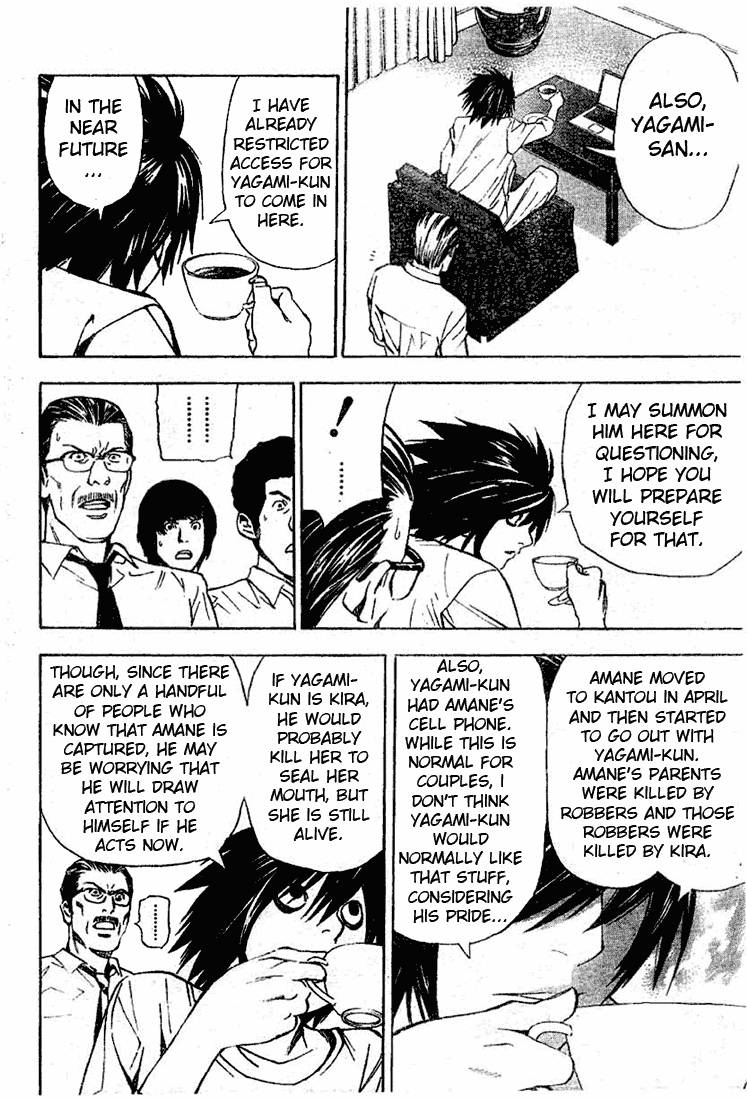 ALSO,
YAGAMI-
SAN...
I HAVE
ALREADY
RESTRICTED
ACCESS FOR
YAGAMI-KUN
TO COME IN
HERE.
IN THE
NEAR
FUTURE
...
I MAY SUMMON
HIM HERE FOR
QUESTIONING,
I HOPE YOU
WILL PREPARE
YOURSELF
FOR THAT.
!
......
.........
AMANE MOVED
TO KANTOU IN APRIL
AND THEN STARTED
TO GO OUT WITH
YAGAMI-KUN.
AMANE'S PARENTS
WERE KILLED BY
ROBBERS AND THOSE
ROBBERS WERE
KILLED BY KIRA.
ALSO,
YAGAMI-KUN
HAD AMANE'S
CELL PHONE.
WHILE THIS IS
NORMAL FOR
COUPLES, I
DON'T THINK
YAGAMI-KUN
WOULD
NORMALLY LIKE
THAT STUFF,
CONSIDERING
HIS PRIDE...
IF YAGAMI-
KUN IS KIRA,
HE WOULD
PROBABLY
KILL HER TO
SEAL HER
MOUTH, BUT
SHE IS STILL
ALIVE.
THOUGH, SINCE THERE
ARE ONLY A HANDFUL
OF PEOPLE WHO
KNOW THAT AMANE IS
CAPTURED, HE MAY
BE WORRYING THAT
HE WILL DRAW
ATTENTION TO
HIMSELF IF HE
ACTS NOW.
.........